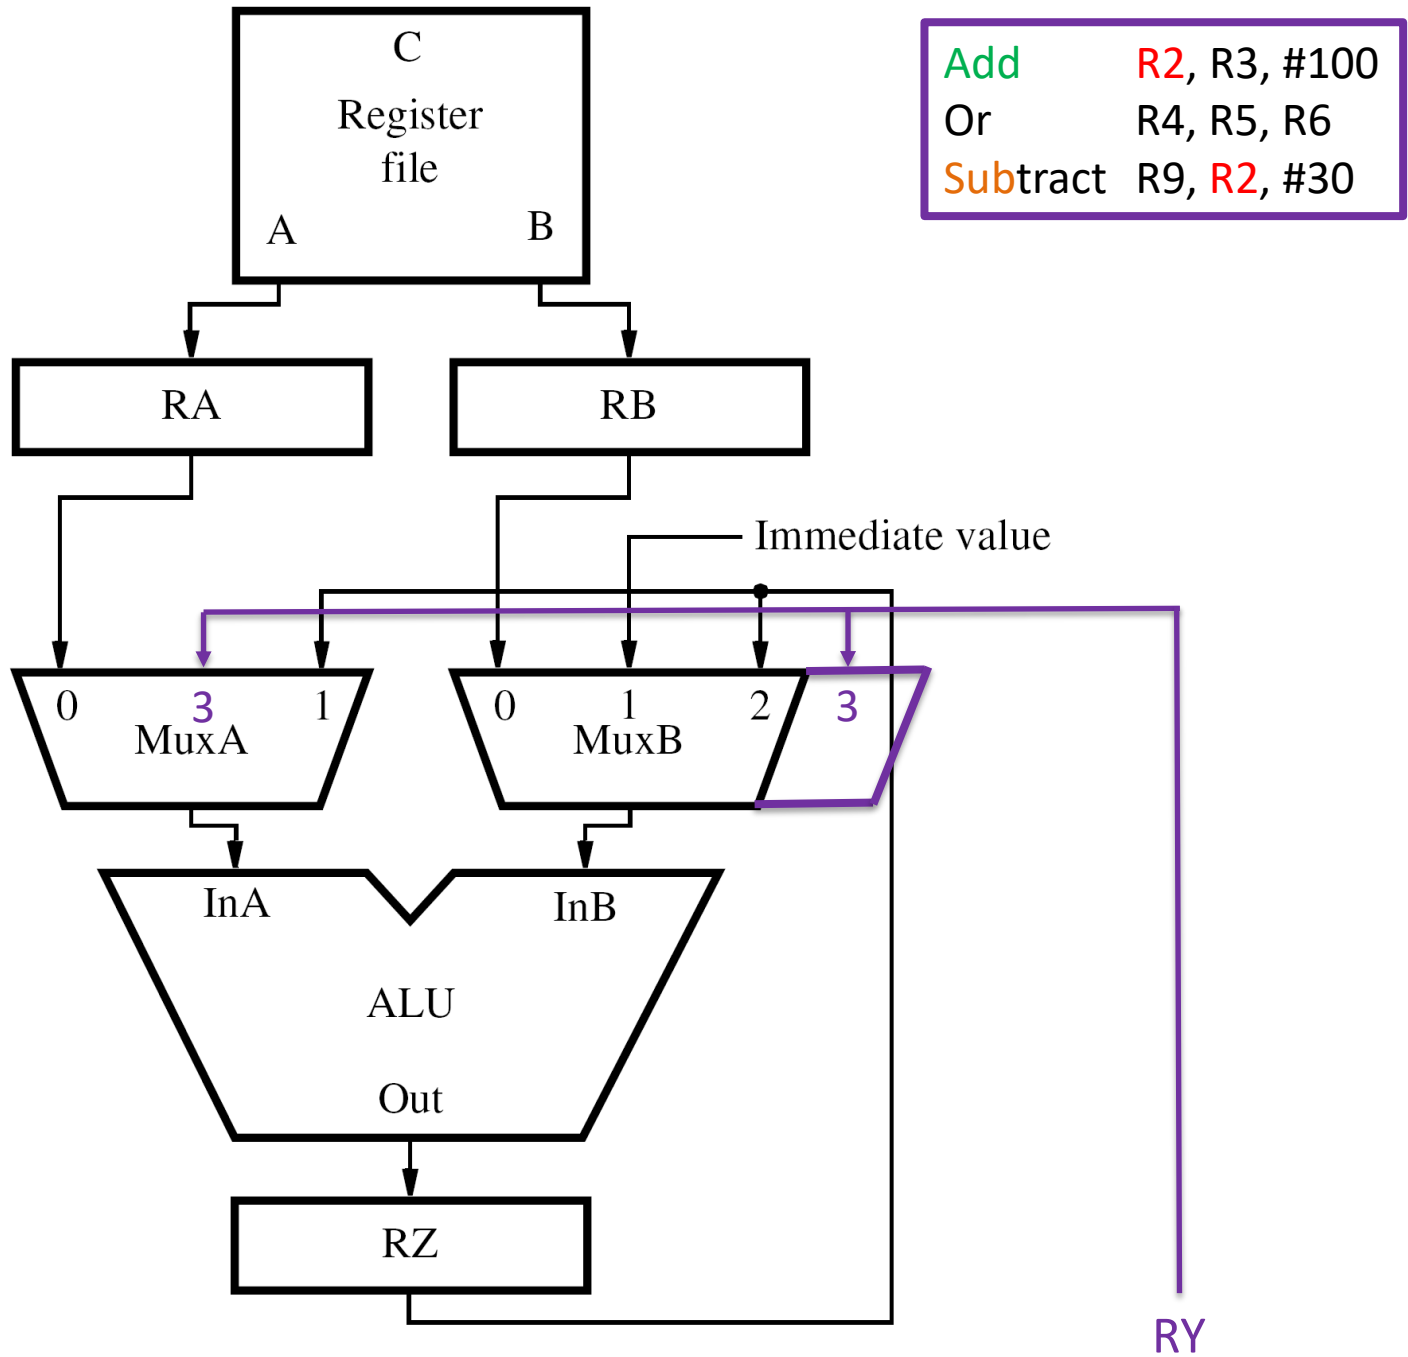 C
Register
file
A B
Add R2, R3, #100
Or R4, R5, R6
Subtract R9, R2, #30
RA RB
Immediate value
0 3 1
MuxA
0 1 2 3
MuxB
InA InB
ALU
Out
RZ
RY